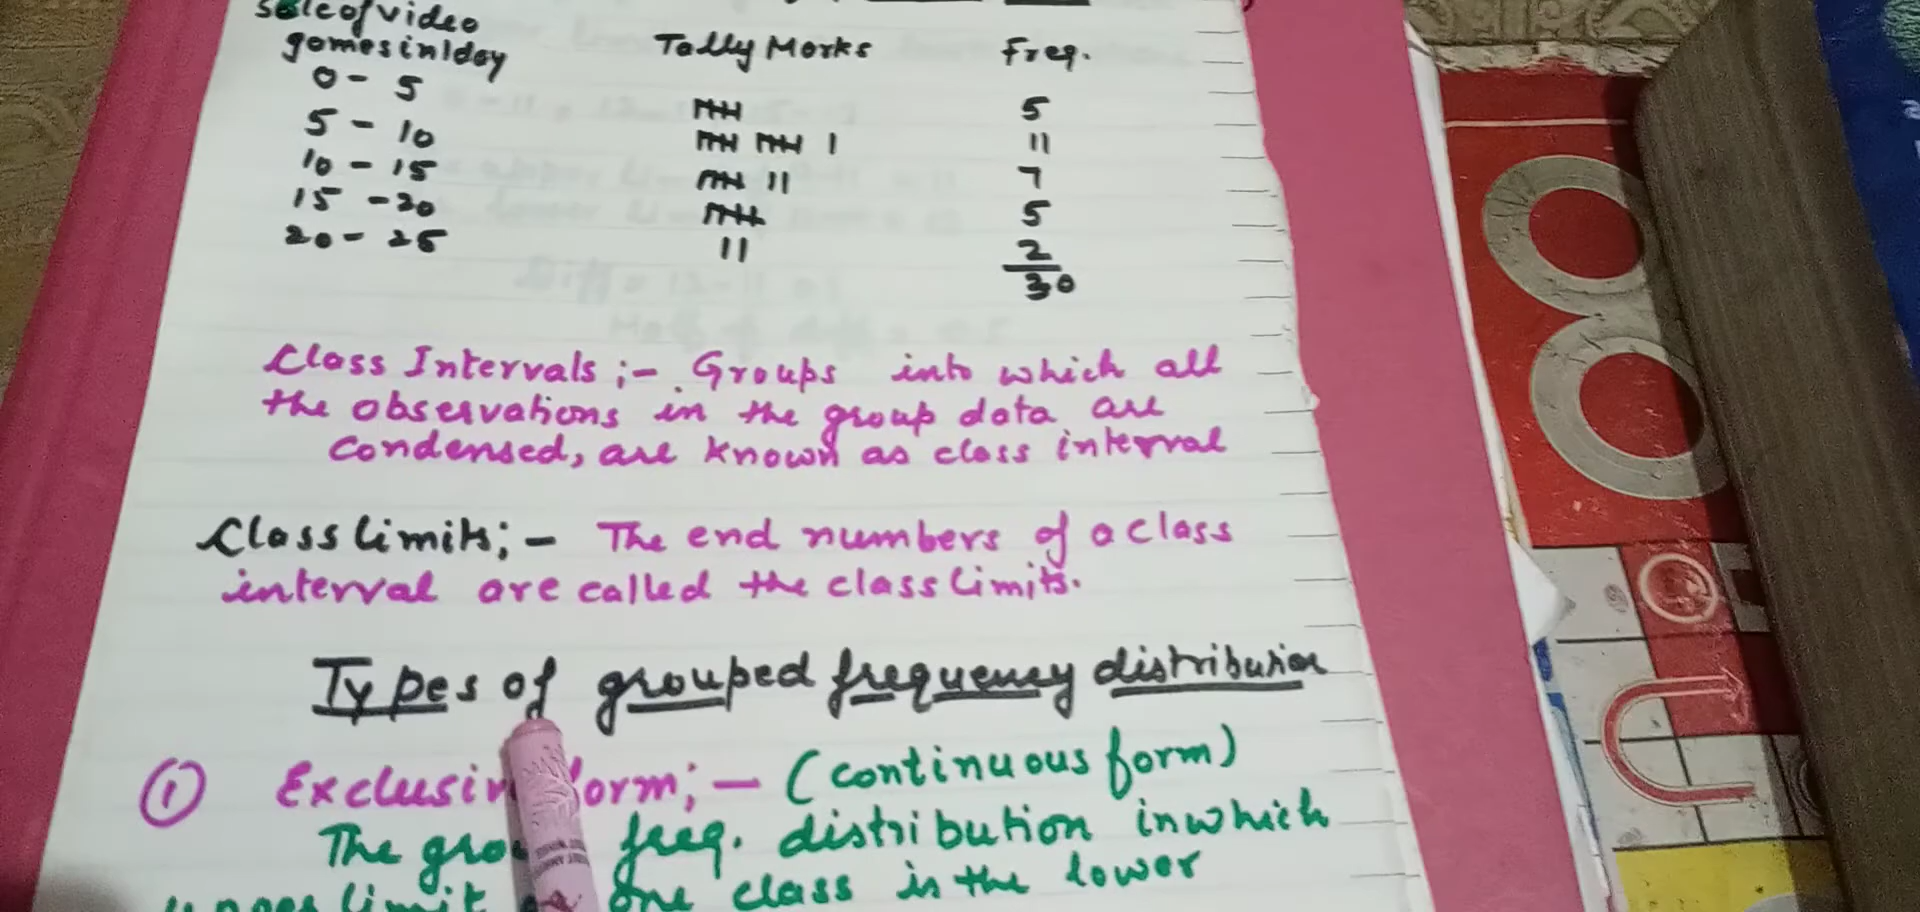 Sale of video
games in 1 day Tally Marks Freq.
0 - 5 5
5 - 10 11
10 - 15 7
15 - 20 5
20 - 25 2
30
Class Intervals ;- Groups into which all
the observations in the group data are
condensed, are known as class interval
Class limits; - The end numbers of a class
interval are called the class limits.
Types of grouped frequency distribution
① form; - (continuous form)
The freq. distribution in which
limit one class is the lower